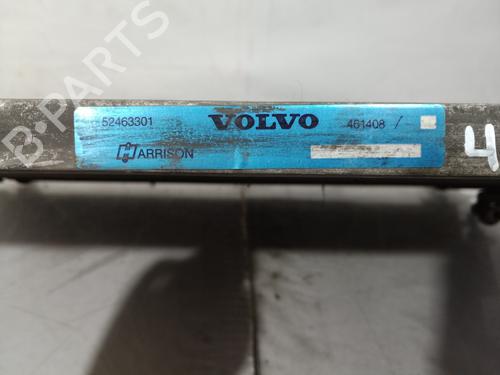 B-PARTS
52463301 VOLVO 461408 /
HARRISON
4